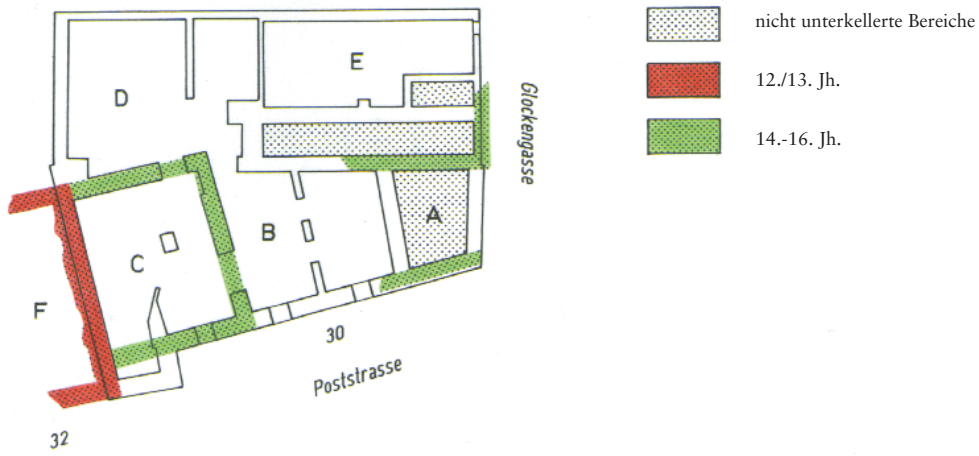 nicht unterkellerte Bereiche
12./13. Jh.
14.-16. Jh.
E
D
Glockengasse
A
B
C
F
30
Poststrasse
32